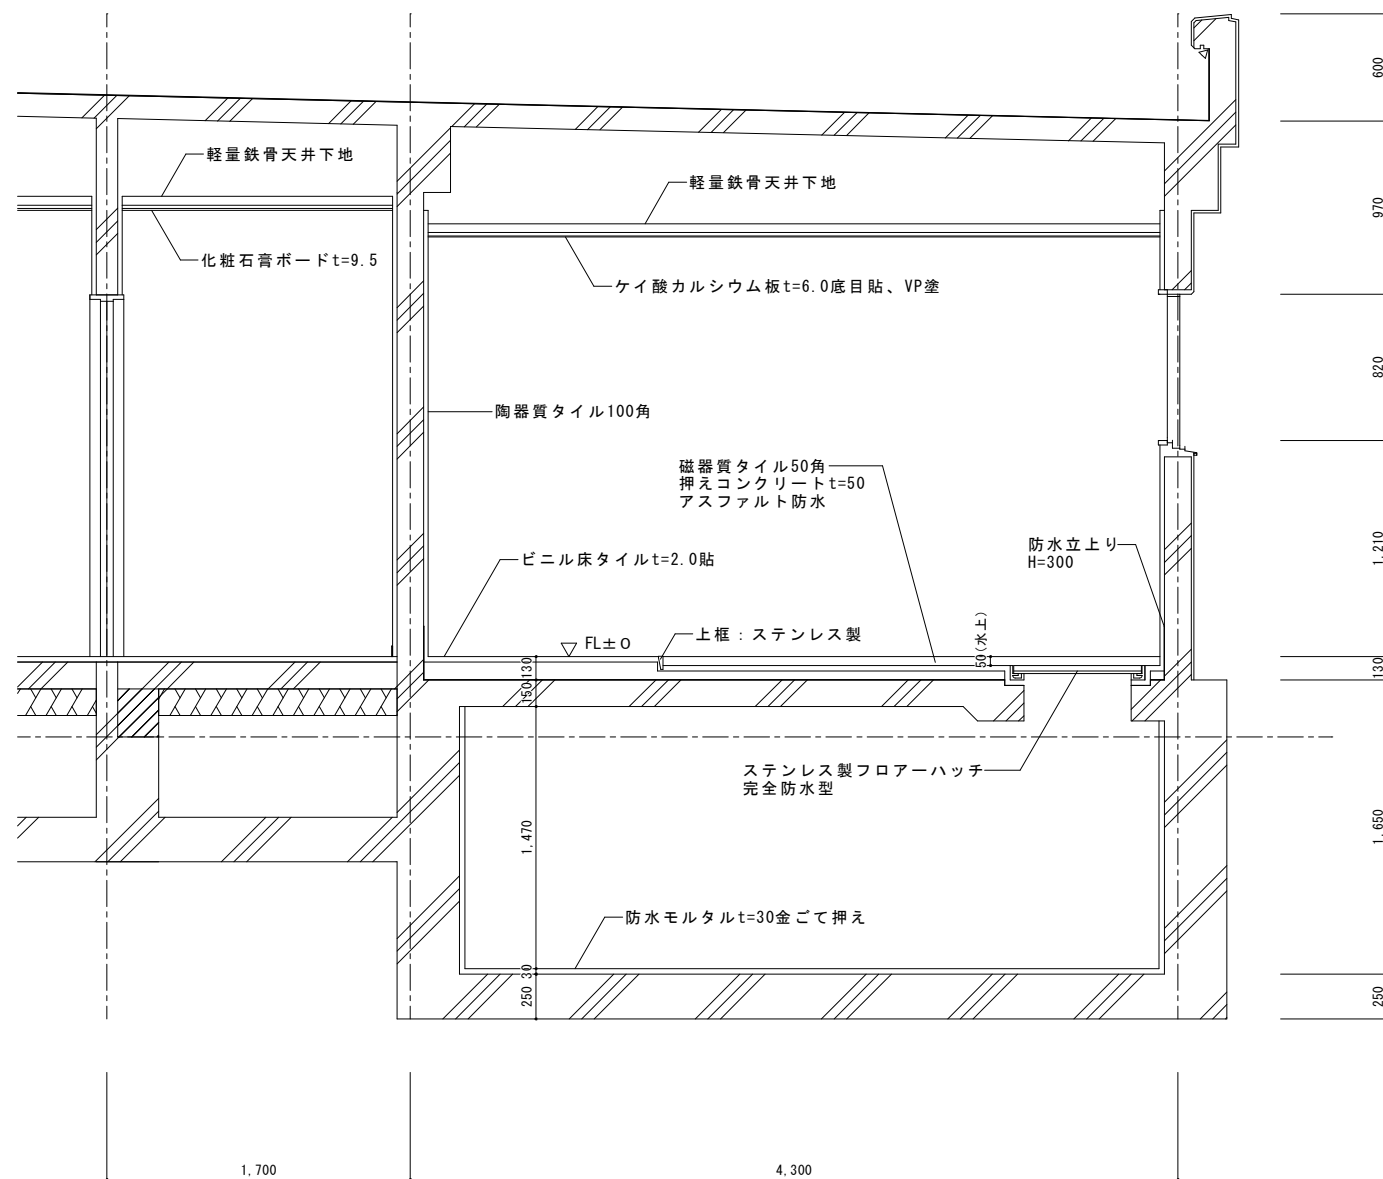 600
軽量鉄骨天井下地
軽量鉄骨天井下地
970
化粧石膏ボードt=9.5
ケイ酸カルシウム板t=6.0底目貼、VP塗
820
陶器質タイル100角
磁器質タイル50角
押えコンクリートt=50
アスファルト防水
防水立上り
H=300
1,210
ビニル床タイルt=2.0貼
FL±0
上框：ステンレス製
50(水上)
130
130
150
ステンレス製フロアーハッチ
完全防水型
1,470
1,650
防水モルタルt=30金ごて押え
30
250
250
1,700
4,300